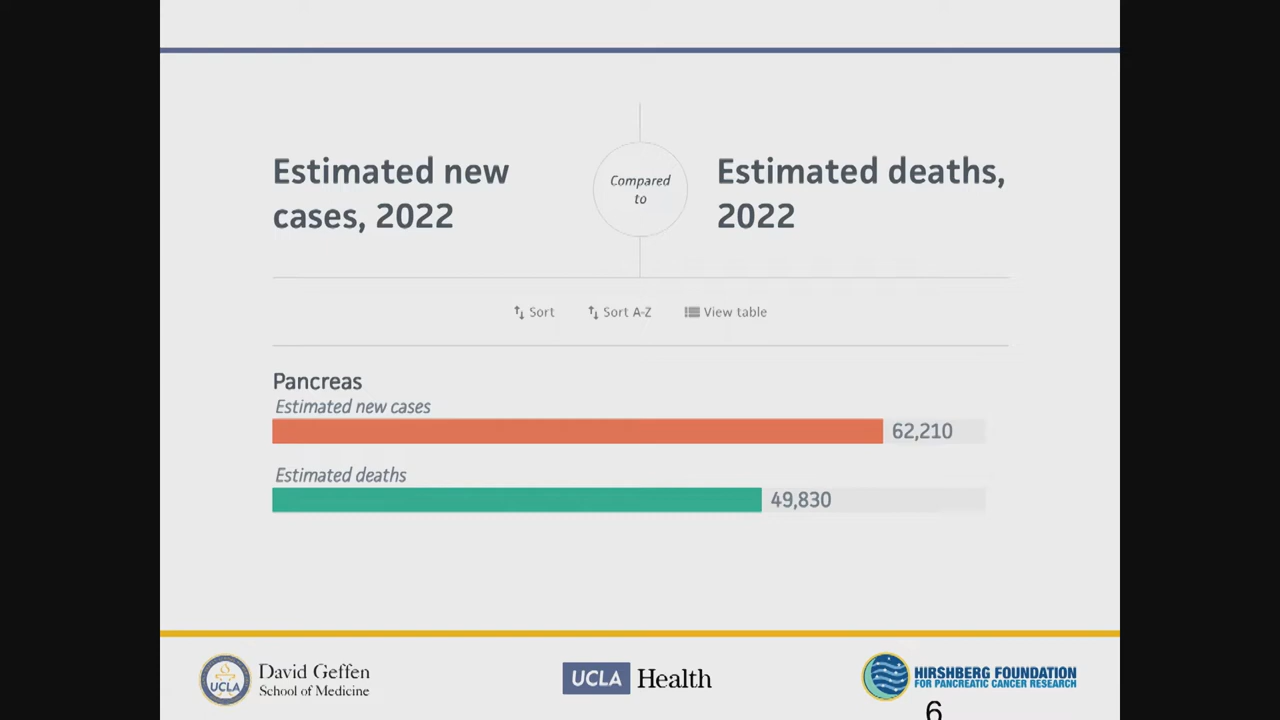 Estimated new
cases, 2022
Compared
to
Estimated deaths,
2022
Sort
Sort A-Z
View table
Pancreas
Estimated new cases
62,210
Estimated deaths
49,830
UCLA
David Geffen
School of Medicine
UCLA Health
HIRSHBERG FOUNDATION
FOR PANCREATIC CANCER RESEARCH
6